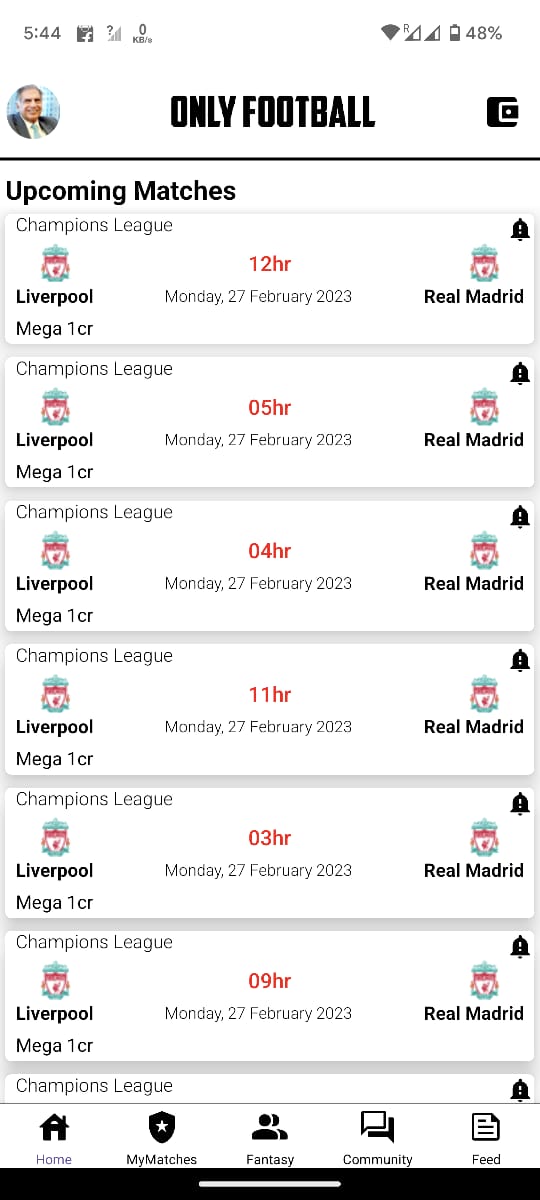 5:44 ? 0 KB/s R 48%
ONLY FOOTBALL
Upcoming Matches
Champions League
12hr
Liverpool Monday, 27 February 2023 Real Madrid
Mega 1cr
Champions League
05hr
Liverpool Monday, 27 February 2023 Real Madrid
Mega 1cr
Champions League
04hr
Liverpool Monday, 27 February 2023 Real Madrid
Mega 1cr
Champions League
11hr
Liverpool Monday, 27 February 2023 Real Madrid
Mega 1cr
Champions League
03hr
Liverpool Monday, 27 February 2023 Real Madrid
Mega 1cr
Champions League
09hr
Liverpool Monday, 27 February 2023 Real Madrid
Mega 1cr
Champions League
Home MyMatches Fantasy Community Feed